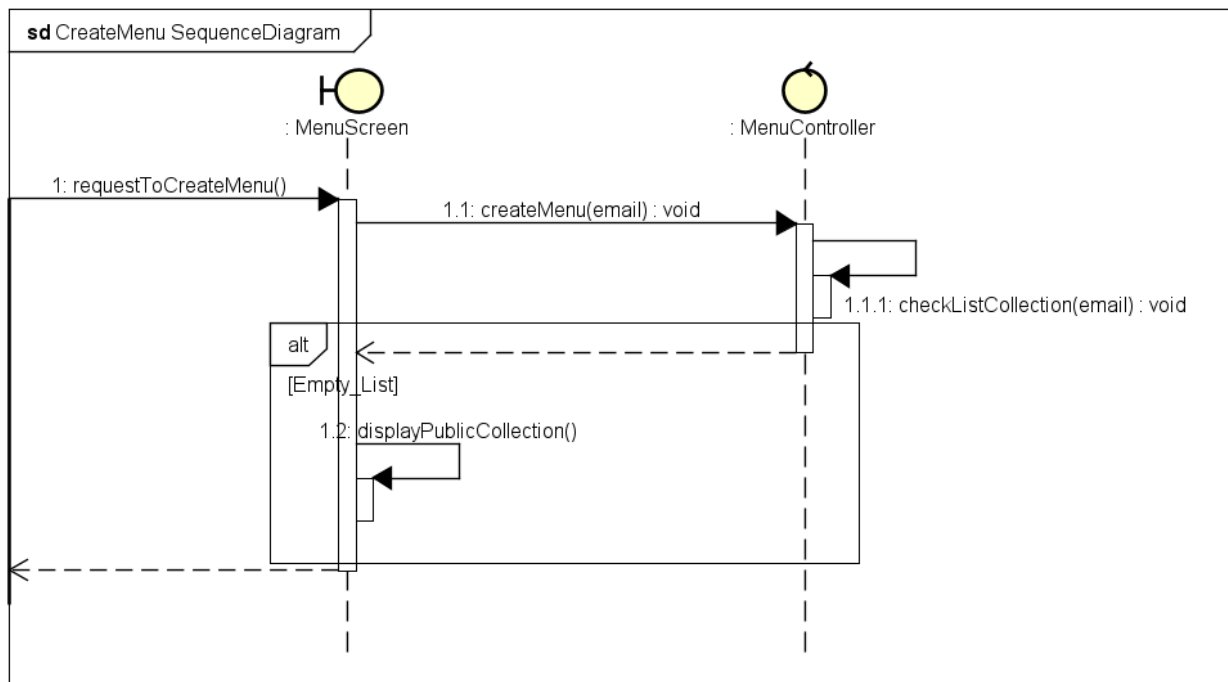 sd CreateMenu SequenceDiagram
: MenuScreen
: MenuController
1: requestToCreateMenu()
1.1: createMenu(email) : void
1.1.1: checkListCollection(email) : void
alt
[Empty_List]
1.2: displayPublicCollection()